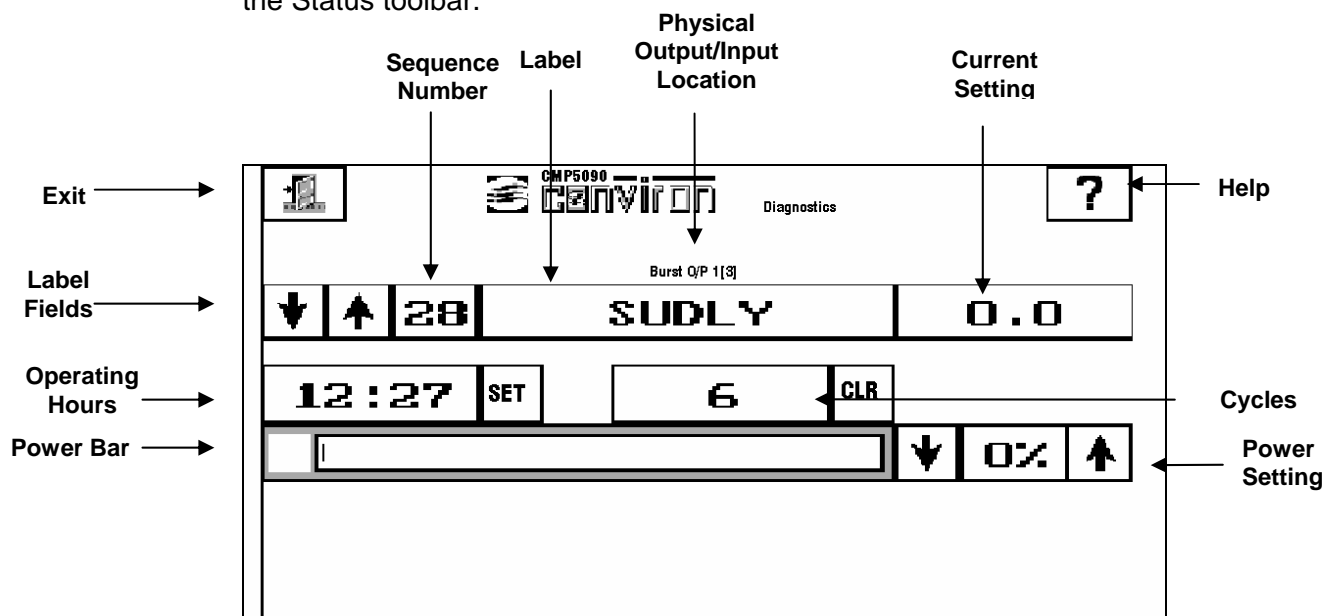 the Status toolbar.
Physical
Output/Input
Location
Sequence
Number
Label
Current
Setting
Exit
CMP5090
conviron
Diagnostics
?
Help
Burst O/P 1[3]
Label
Fields
28
SUDLY
0.0
Operating
Hours
12:27
SET
6
CLR
Cycles
Power Bar
0%
Power
Setting